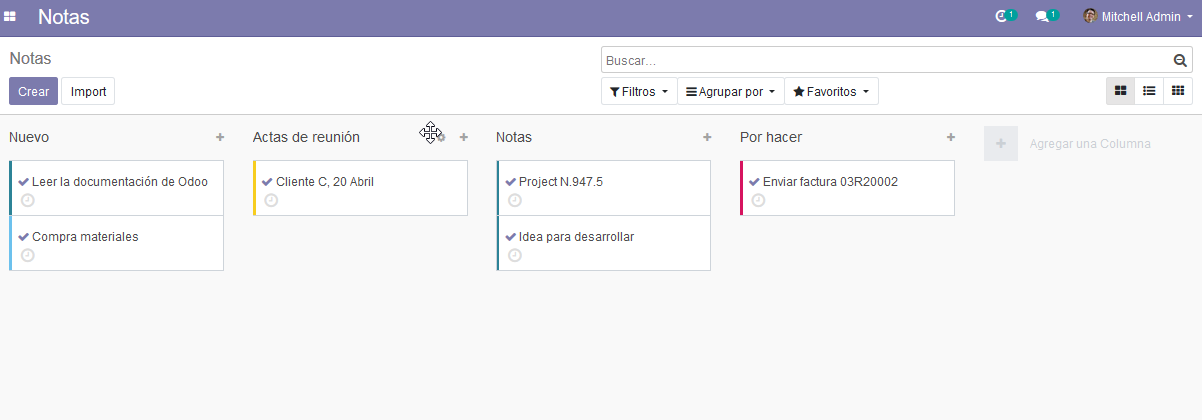 Notas
1
1
Mitchell Admin
Notas
Buscar...
Crear
Import
Filtros
Agrupar por
Favoritos
Nuevo
Leer la documentación de Odoo
Compra materiales
Actas de reunión
Cliente C, 20 Abril
Notas
Project N.947.5
Idea para desarrollar
Por hacer
Enviar factura 03R20002
Agregar una Columna